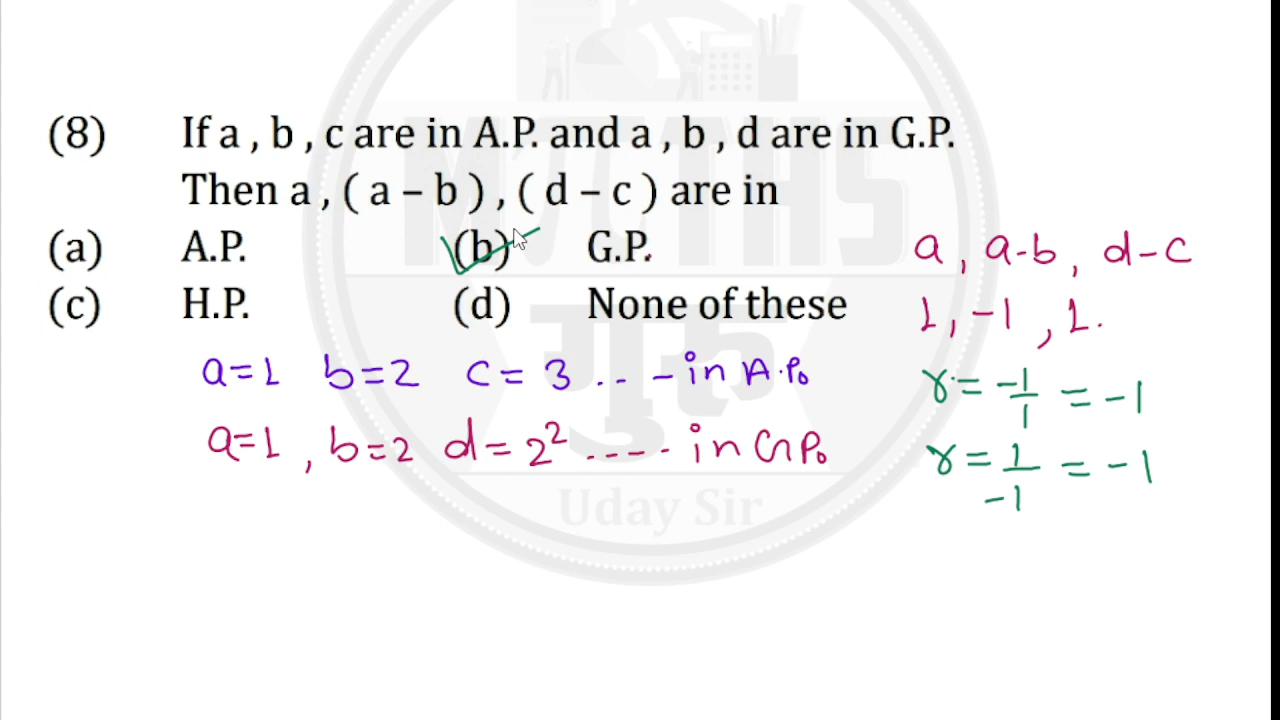 (8) If a , b , c are in A.P. and a , b , d are in G.P.
Then a , ( a – b ) , ( d – c ) are in
(a) A.P. (b) G.P.
(c) H.P. (d) None of these
a , a-b , d-c
1 , -1 , 1.
a=1 b=2 c= 3 .. - in A.P.
r= -1/1 = -1
a=1 , b=2 d= 2² ---- in G.P.
r = 1/-1 = -1
MATHS
गुरु
Uday Sir